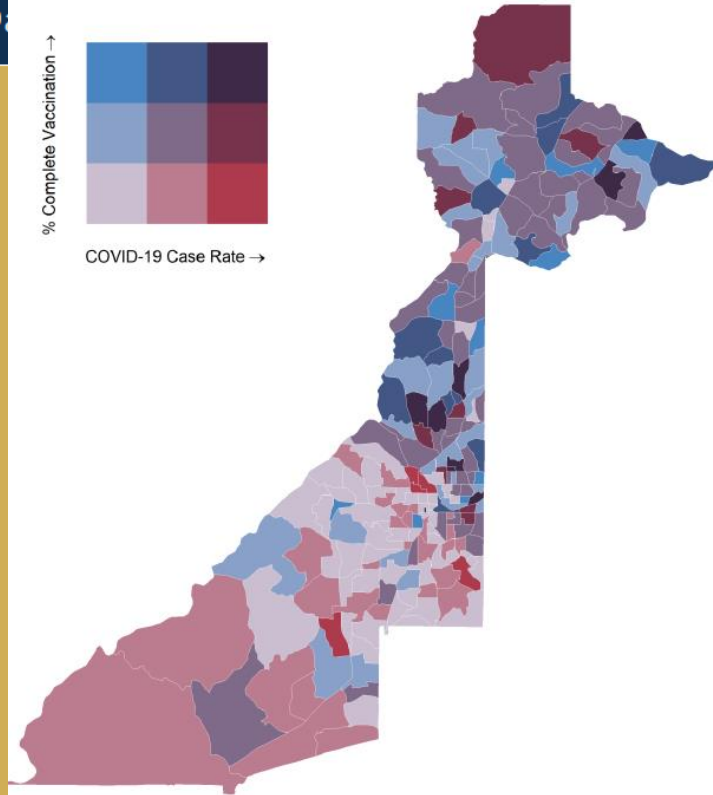 % Complete Vaccination →
COVID-19 Case Rate →